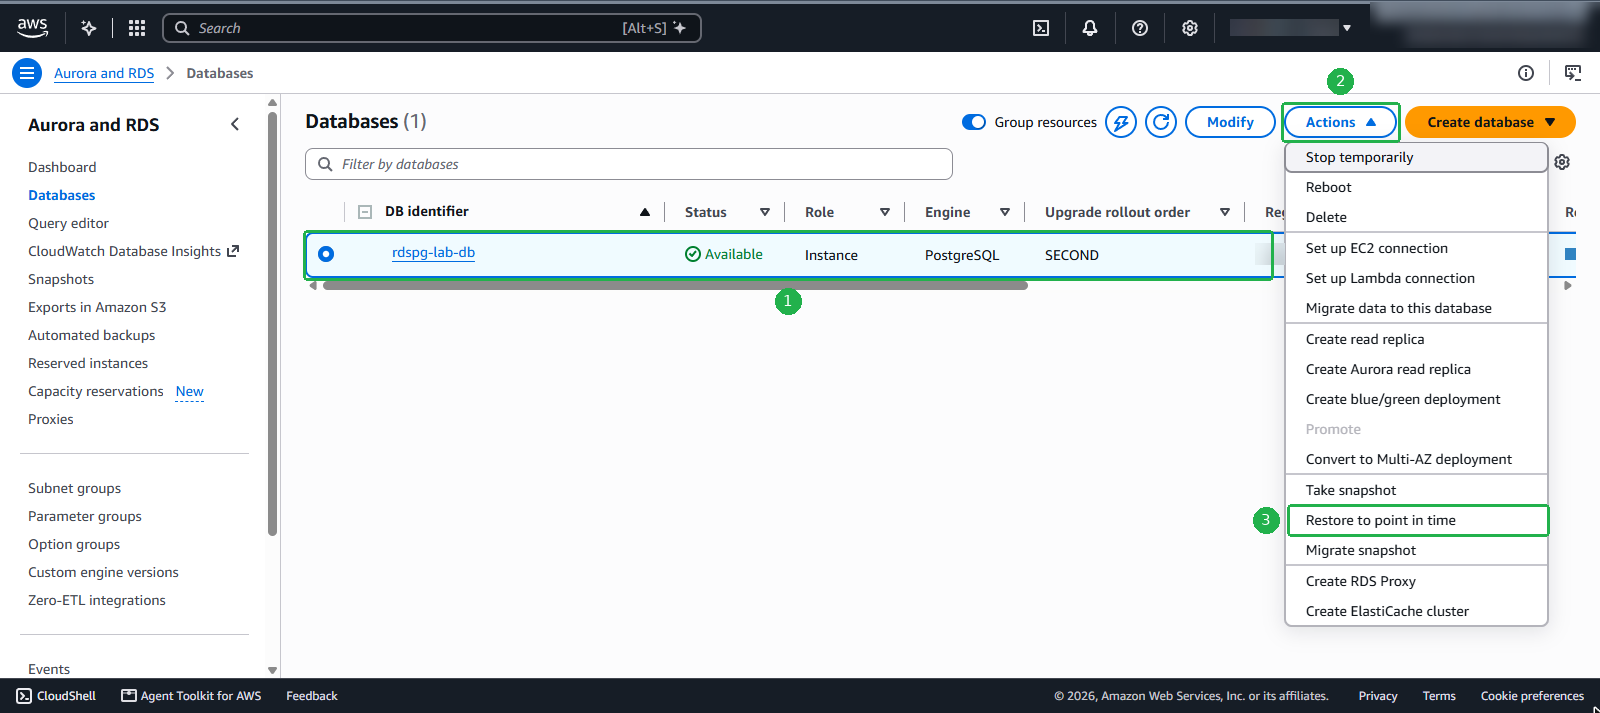 aws
Search [Alt+S]
Aurora and RDS > Databases
2
Aurora and RDS
Dashboard
Databases
Query editor
CloudWatch Database Insights
Snapshots
Exports in Amazon S3
Automated backups
Reserved instances
Capacity reservations New
Proxies
Subnet groups
Parameter groups
Option groups
Custom engine versions
Zero-ETL integrations
Events
Databases (1)
Group resources
Modify
Actions
Create database
Filter by databases
DB identifier Status Role Engine Upgrade rollout order
rdspg-lab-db Available Instance PostgreSQL SECOND
1
Stop temporarily
Reboot
Delete
Set up EC2 connection
Set up Lambda connection
Migrate data to this database
Create read replica
Create Aurora read replica
Create blue/green deployment
Promote
Convert to Multi-AZ deployment
Take snapshot
3 Restore to point in time
Migrate snapshot
Create RDS Proxy
Create ElastiCache cluster
CloudShell Agent Toolkit for AWS Feedback © 2026, Amazon Web Services, Inc. or its affiliates. Privacy Terms Cookie preferences